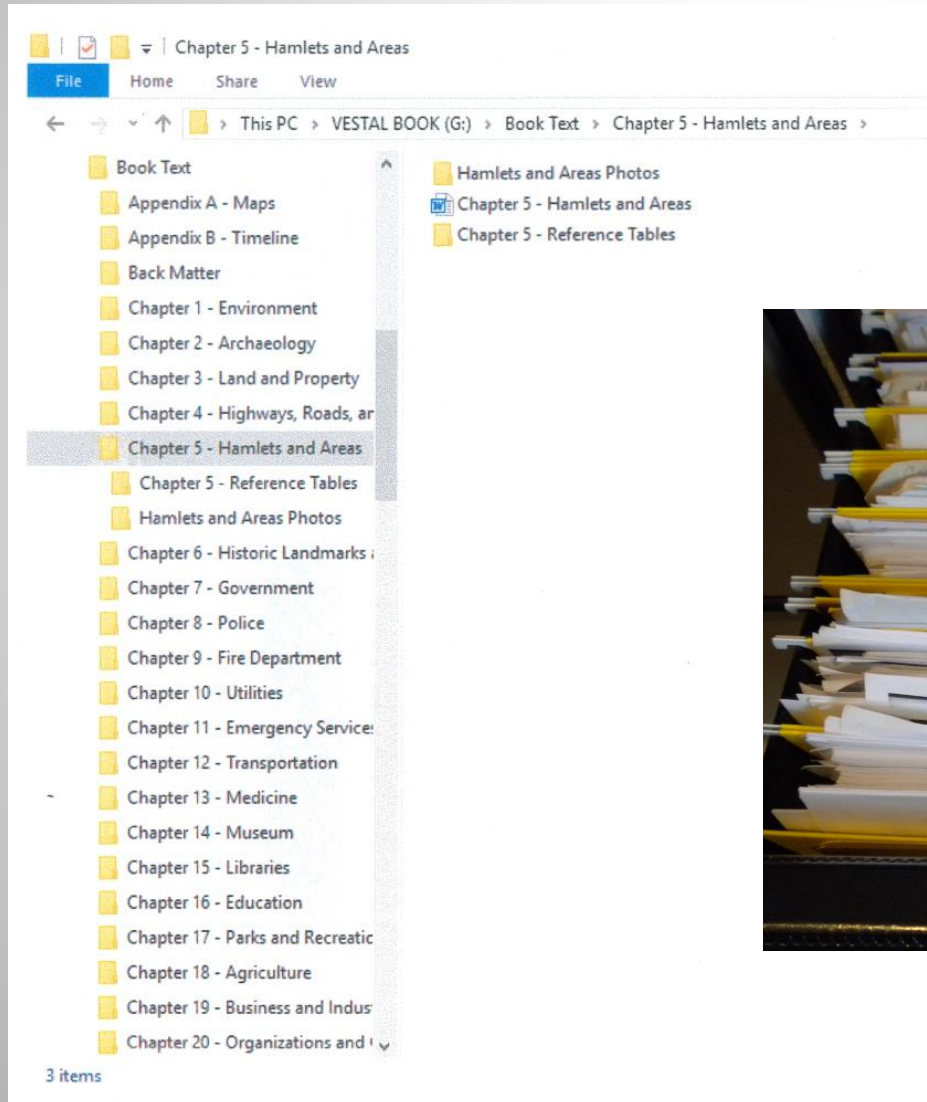 Chapter 5 - Hamlets and Areas
File Home Share View
This PC > VESTAL BOOK (G:) > Book Text > Chapter 5 - Hamlets and Areas >
Book Text
Appendix A - Maps
Appendix B - Timeline
Back Matter
Chapter 1 - Environment
Chapter 2 - Archaeology
Chapter 3 - Land and Property
Chapter 4 - Highways, Roads, ar
Chapter 5 - Hamlets and Areas
Chapter 5 - Reference Tables
Hamlets and Areas Photos
Chapter 6 - Historic Landmarks
Chapter 7 - Government
Chapter 8 - Police
Chapter 9 - Fire Department
Chapter 10 - Utilities
Chapter 11 - Emergency Services
Chapter 12 - Transportation
Chapter 13 - Medicine
Chapter 14 - Museum
Chapter 15 - Libraries
Chapter 16 - Education
Chapter 17 - Parks and Recreatic
Chapter 18 - Agriculture
Chapter 19 - Business and Indus
Chapter 20 - Organizations and
Hamlets and Areas Photos
Chapter 5 - Hamlets and Areas
Chapter 5 - Reference Tables
3 items